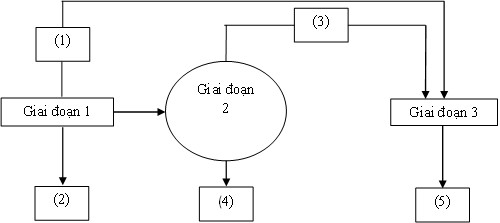 (3)
(1)
Giai đoạn
2
Giai đoạn 1
Giai đoạn 3
(2)
(4)
(5)